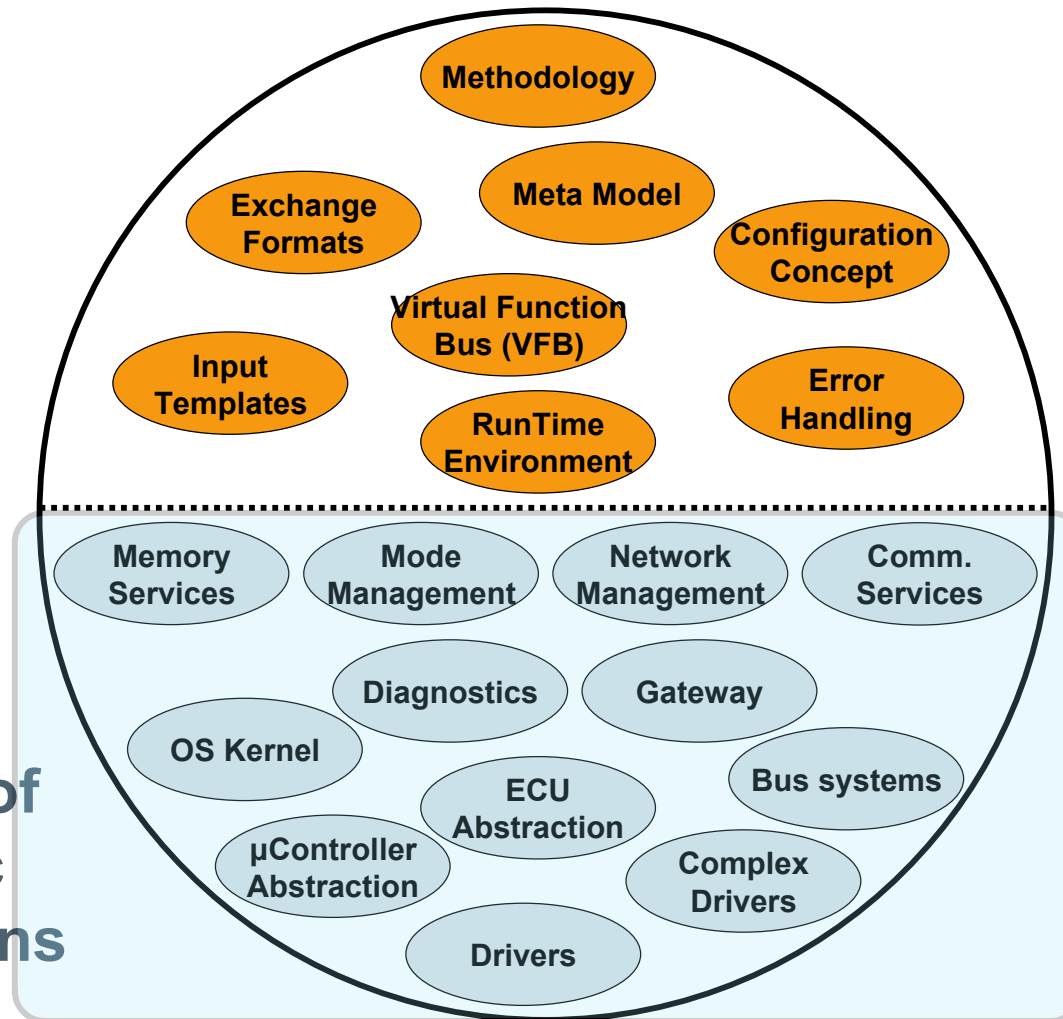 Methodology
Meta Model
Exchange
Formats
Configuration
Concept
Virtual Function
Bus (VFB)
Input
Templates
Error
Handling
RunTime
Environment
Memory
Services
Mode
Management
Network
Management
Comm.
Services
Diagnostics
Gateway
OS Kernel
Bus systems
ECU
Abstraction
µController
Abstraction
Complex
Drivers
Drivers
of
ns